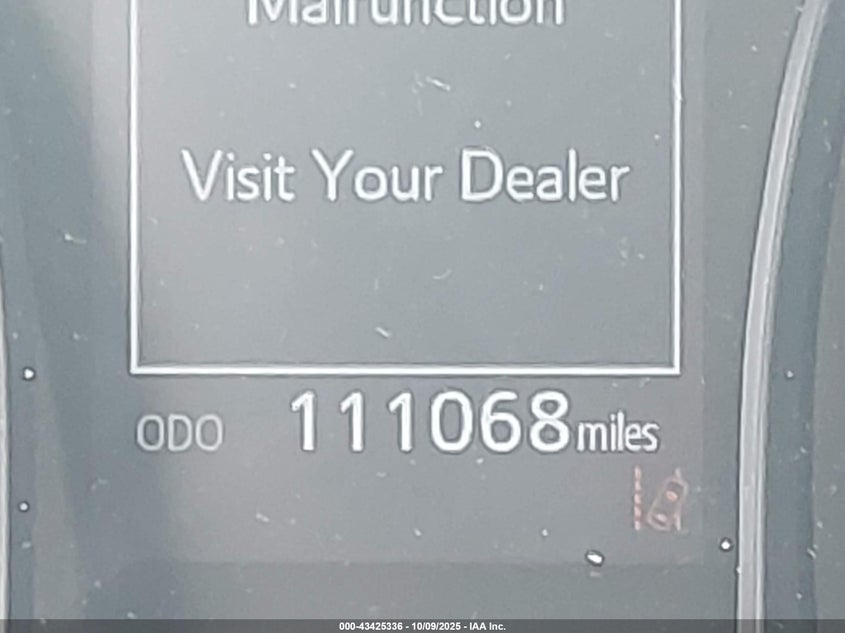 Malfunction
Visit Your Dealer
ODO 111068 miles
000-43425336 - 10/09/2025 - IAA Inc.